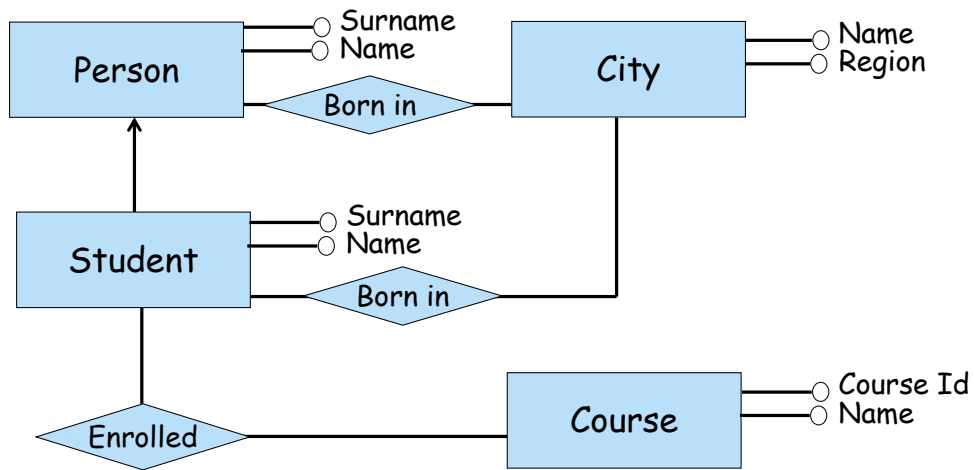 Surname
Name
Person
Born in
City
Name
Region
Surname
Name
Student
Born in
Enrolled
Course
Course Id
Name